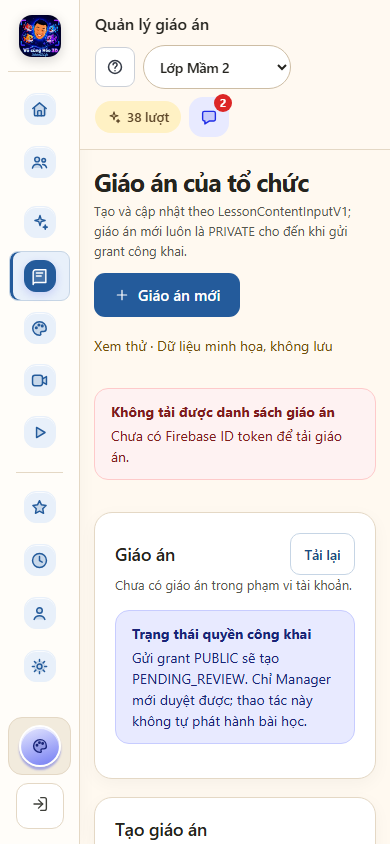 Quản lý giáo án
Lớp Mầm 2
38 lượt
2
Giáo án của tổ chức
Tạo và cập nhật theo LessonContentInputV1;
giáo án mới luôn là PRIVATE cho đến khi gửi
grant công khai.
Giáo án mới
Xem thử · Dữ liệu minh họa, không lưu
Không tải được danh sách giáo án
Chưa có Firebase ID token để tải giáo
án.
Giáo án
Tải lại
Chưa có giáo án trong phạm vi tài khoản.
Trạng thái quyền công khai
Gửi grant PUBLIC sẽ tạo
PENDING_REVIEW. Chỉ Manager
mới duyệt được; thao tác này
không tự phát hành bài học.
Tạo giáo án